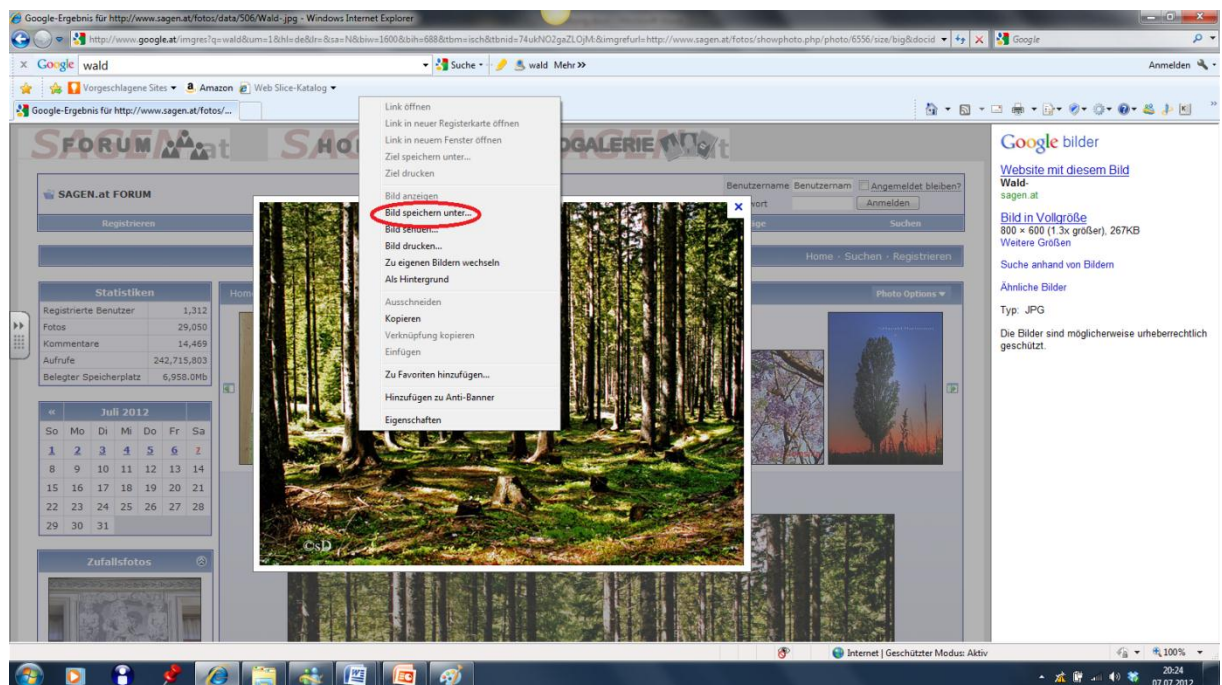 Google-Ergebnis für http://www.sagen.at/fotos/data/506/Wald-.jpg - Windows Internet Explorer
http://www.google.at/imgres?q=wald&um=1&hl=de&lr=&sa=N&biw=1600&bih=688&tbm=isch&tbnid=74ukNO2gaZLOjM:&imgrefurl=http://www.sagen.at/fotos/showphoto.php/photo/6556/size/big&docid
Google
x Google wald Suche wald Mehr >> Anmelden
Vorgeschlagene Sites Amazon Web Slice-Katalog
Google-Ergebnis für http://www.sagen.at/fotos/...
SAGEN.at
FORUM
GALERIE
SAGEN.at FORUM
Benutzername Benutzernam Angemeldet bleiben?
Anmelden
Registrieren
Suchen
Home · Suchen · Registrieren
Link öffnen
Link in neuer Registerkarte öffnen
Link in neuem Fenster öffnen
Ziel speichern unter...
Ziel drucken
Bild anzeigen
Bild speichern unter...
Bild senden...
Bild drucken...
Zu eigenen Bildern wechseln
Als Hintergrund
Ausschneiden
Kopieren
Verknüpfung kopieren
Einfügen
Zu Favoriten hinzufügen...
Hinzufügen zu Anti-Banner
Eigenschaften
Statistiken
Registrierte Benutzer 1,312
Fotos 29,050
Kommentare 14,469
Aufrufe 242,715,803
Belegter Speicherplatz 6,958.0Mb
« Juli 2012
So Mo Di Mi Do Fr Sa
1 2 3 4 5 6 7
8 9 10 11 12 13 14
15 16 17 18 19 20 21
22 23 24 25 26 27 28
29 30 31
Zufallsfotos
Photo Options
©sD
Google bilder
Website mit diesem Bild
Wald-
sagen.at
Bild in Vollgröße
800 × 600 (1.3x größer), 267KB
Weitere Größen
Suche anhand von Bildern
Ähnliche Bilder
Typ: JPG
Die Bilder sind möglicherweise urheberrechtlich
geschützt.
Internet | Geschützter Modus: Aktiv
100%
20:24
07.07.2012